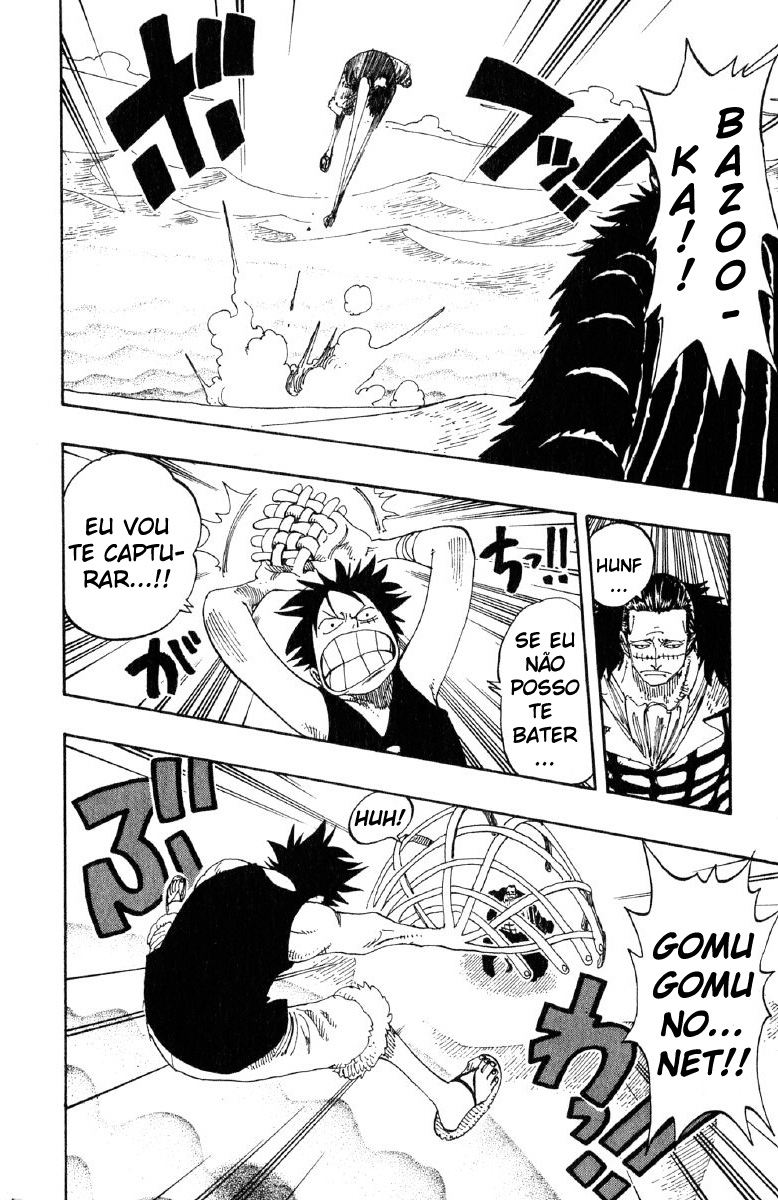 BAZOO-
KA!!
ボフッ!!
HUNF
...
SE EU
NÃO
POSSO
TE
BATER
...
ちっ!!
EU VOU
TE CAPTU-
RAR...!!
がっ
GOMU
GOMU
NO...
NET!!
HUH!
ぶわっ!!